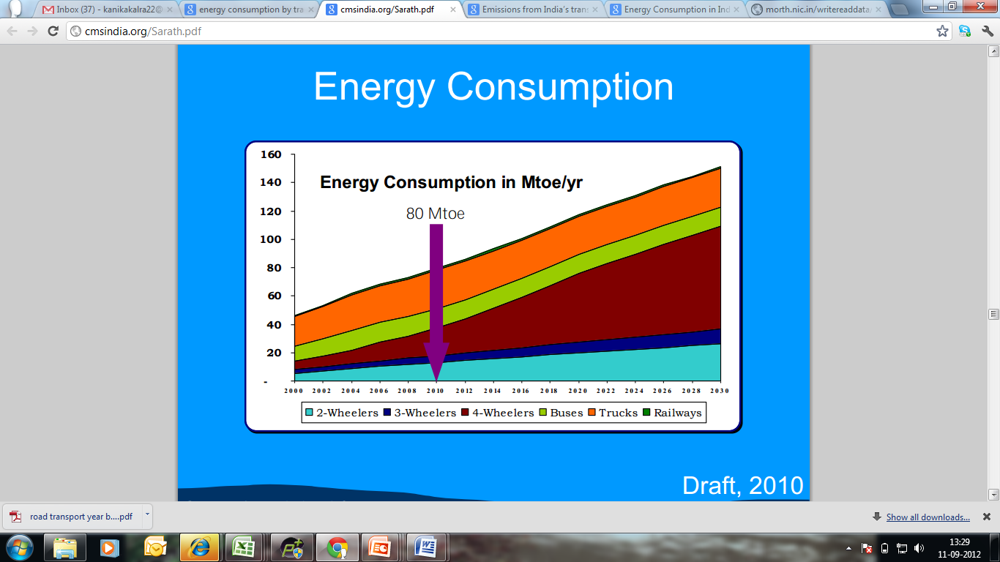 Inbox (37) - kanikakalra22@
energy consumption by tra
cmsindia.org/Sarath.pdf
Emissions from India's trans
Energy Consumption in Ind
morth.nic.in/writereaddata/
cmsindia.org/Sarath.pdf
Energy Consumption
160
140
120
100
80
60
40
20
-
Energy Consumption in Mtoe/yr
80 Mtoe
2000 2002 2004 2006 2008 2010 2012 2014 2016 2018 2020 2022 2024 2026 2028 2030
2-Wheelers 3-Wheelers 4-Wheelers Buses Trucks Railways
Draft, 2010
road transport year b....pdf
Show all downloads...
13:29
11-09-2012